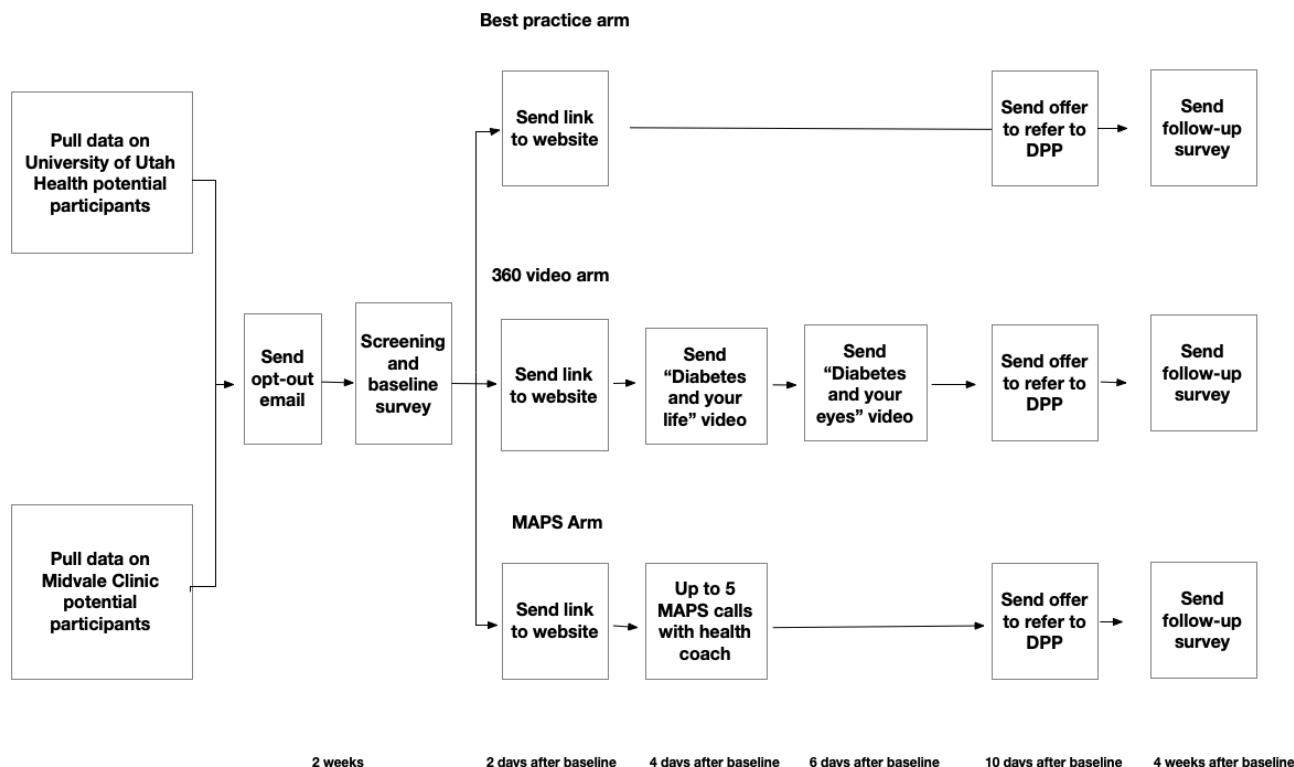 Best practice arm
Pull data on
University of Utah
Health potential
participants
Send link
to website
Send offer
to refer to
DPP
Send
follow-up
survey
360 video arm
Send
opt-out
email
Screening
and
baseline
survey
Send link
to website
Send
“Diabetes
and your
life” video
Send
“Diabetes
and your
eyes” video
Send offer
to refer to
DPP
Send
follow-up
survey
MAPS Arm
Pull data on
Midvale Clinic
potential
participants
Send link
to website
Up to 5
MAPS calls
with health
coach
Send offer
to refer to
DPP
Send
follow-up
survey
2 weeks
2 days after baseline
4 days after baseline
6 days after baseline
10 days after baseline
4 weeks after baseline